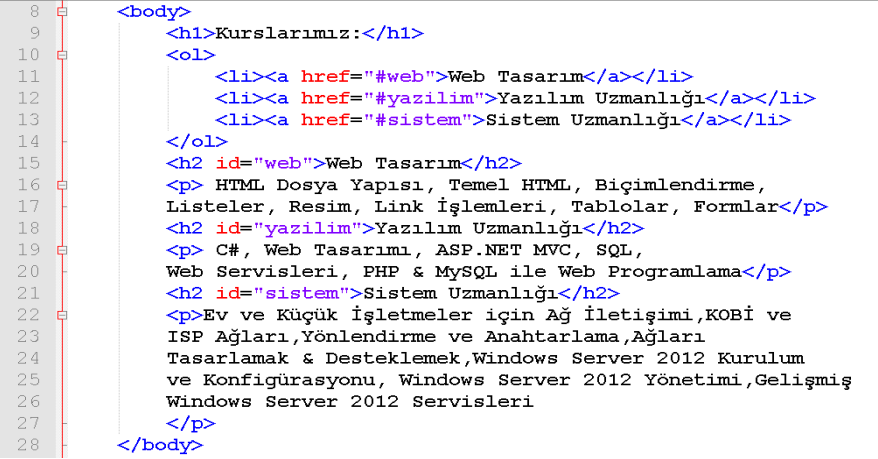 8 <body>
9 <h1>Kurslarımız:</h1>
10 <ol>
11 <li><a href="#web">Web Tasarım</a></li>
12 <li><a href="#yazilim">Yazılım Uzmanlığı</a></li>
13 <li><a href="#sistem">Sistem Uzmanlığı</a></li>
14 </ol>
15 <h2 id="web">Web Tasarım</h2>
16 <p> HTML Dosya Yapısı, Temel HTML, Biçimlendirme,
17 Listeler, Resim, Link İşlemleri, Tablolar, Formlar</p>
18 <h2 id="yazilim">Yazılım Uzmanlığı</h2>
19 <p> C#, Web Tasarımı, ASP.NET MVC, SQL,
20 Web Servisleri, PHP & MySQL ile Web Programlama</p>
21 <h2 id="sistem">Sistem Uzmanlığı</h2>
22 <p>Ev ve Küçük İşletmeler için Ağ İletişimi,KOBİ ve
23 ISP Ağları,Yönlendirme ve Anahtarlama,Ağları
24 Tasarlamak & Desteklemek,Windows Server 2012 Kurulum
25 ve Konfigürasyonu, Windows Server 2012 Yönetimi,Gelişmiş
26 Windows Server 2012 Servisleri
27 </p>
28 </body>